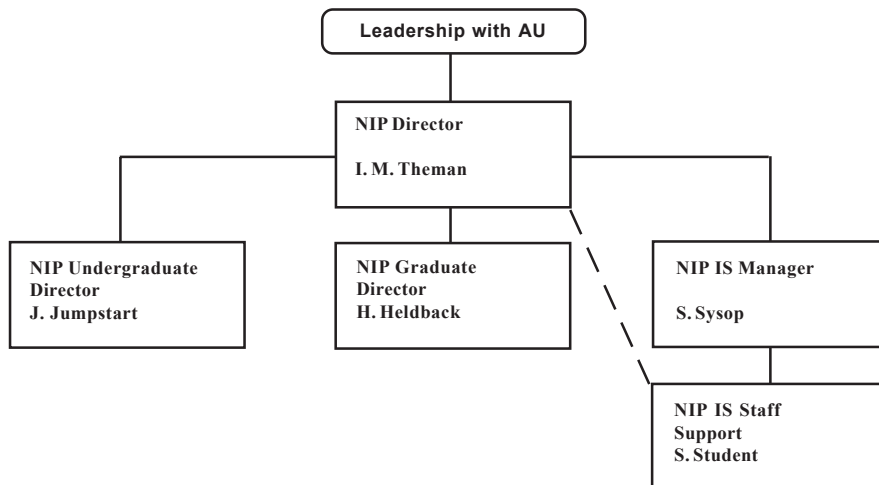 Leadership with AU
NIP Director
I. M. Theman
NIP Undergraduate
Director
J. Jumpstart
NIP Graduate
Director
H. Heldback
NIP IS Manager
S. Sysop
NIP IS Staff
Support
S. Student